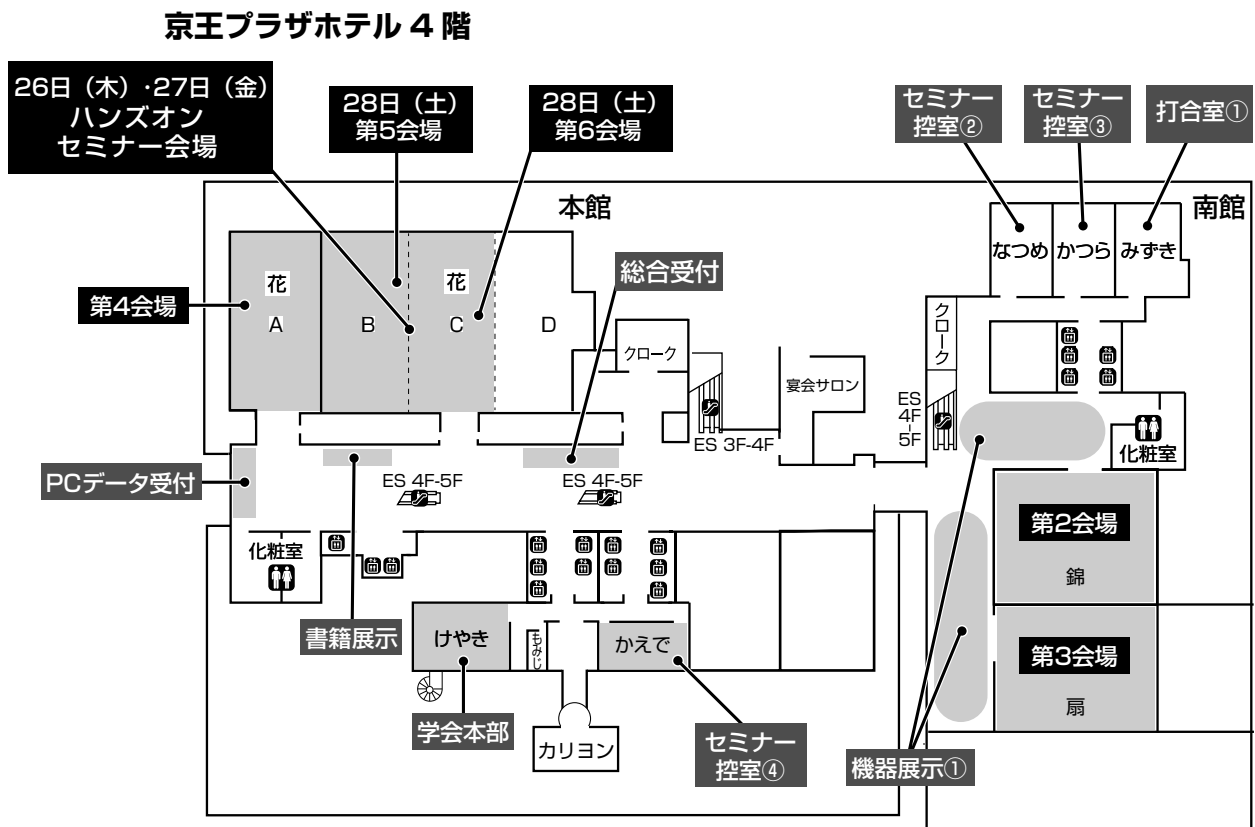 京王プラザホテル 4 階
26日（木）・27日（金）
ハンズオン
セミナー会場
28日（土）
第5会場
28日（土）
第6会場
セミナー
控室②
セミナー
控室③
打合室①
本館
南館
なつめ
かつら
みずき
総合受付
第4会場
花
A
B
花
C
D
クローク
宴会サロン
クローク
ES 3F-4F
ES
4F
-
5F
化粧室
PCデータ受付
ES 4F-5F
ES 4F-5F
化粧室
第2会場
錦
書籍展示
けやき
もみじ
かえで
第3会場
扇
学会本部
カリヨン
セミナー
控室④
機器展示①